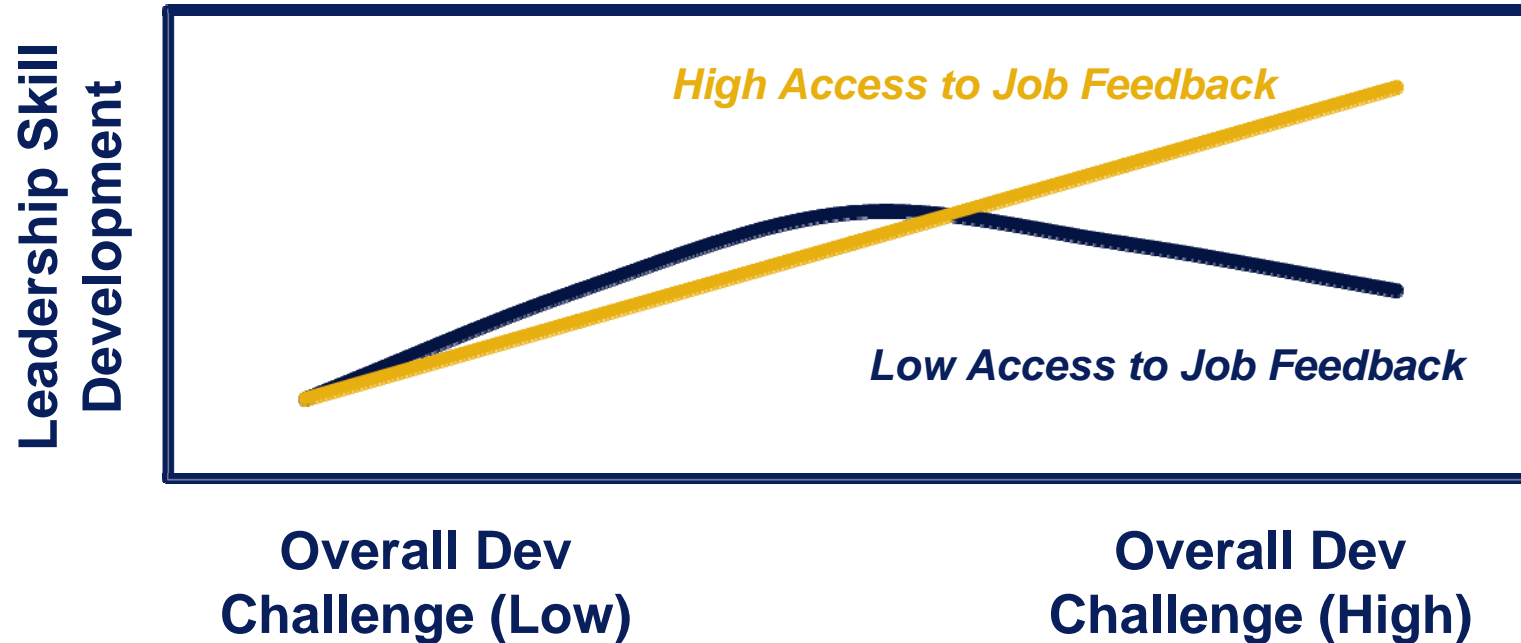 Leadership Skill
Development
High Access to Job Feedback
Low Access to Job Feedback
Overall Dev
Challenge (Low)
Overall Dev
Challenge (High)